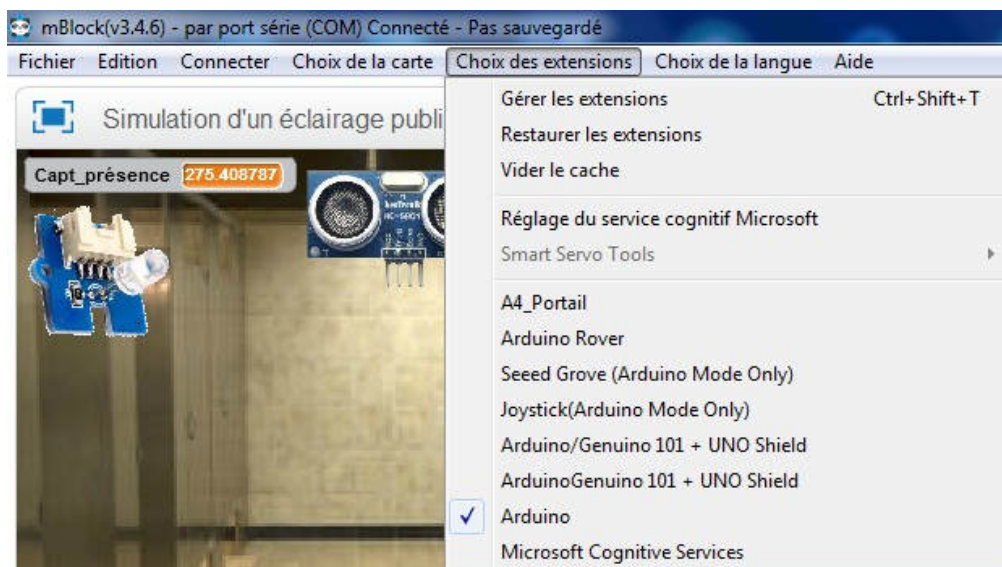 mBlock(v3.4.6) - par port série (COM) Connecté - Pas sauvegardé
Fichier Edition Connecter Choix de la carte Choix des extensions Choix de la langue Aide
Simulation d'un éclairage publi
Capt_présence 275.408787
Gérer les extensions Ctrl+Shift+T
Restaurer les extensions
Vider le cache
Réglage du service cognitif Microsoft
Smart Servo Tools
A4_Portail
Arduino Rover
Seeed Grove (Arduino Mode Only)
Joystick(Arduino Mode Only)
Arduino/Genuino 101 + UNO Shield
ArduinoGenuino 101 + UNO Shield
Arduino
Microsoft Cognitive Services